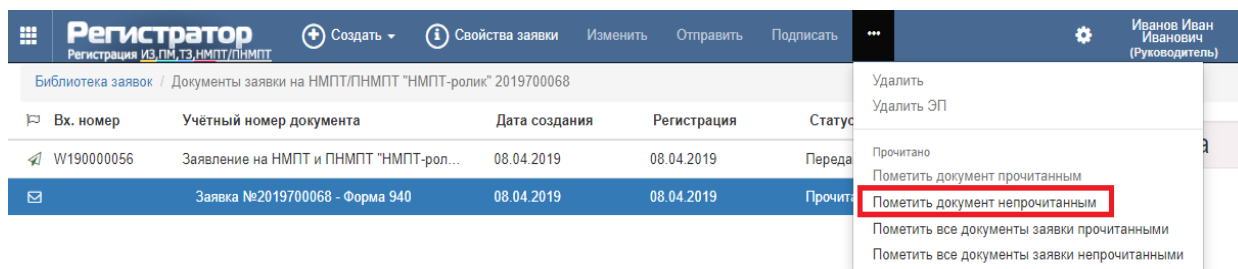 Регистратор
Регистрация ИЗ,ПМ,ТЗ,НМПТ/ПНМПТ
Создать
Свойства заявки
Изменить
Отправить
Подписать
Иванов Иван
Иванович
(Руководитель)
Библиотека заявок / Документы заявки на НМПТ/ПНМПТ "НМПТ-ролик" 2019700068
Вх. номер Учётный номер документа Дата создания Регистрация Статус
W190000056 Заявление на НМПТ и ПНМПТ "НМПТ-рол... 08.04.2019 08.04.2019 Переда
Заявка №2019700068 - Форма 940 08.04.2019 08.04.2019 Прочита
Удалить
Удалить ЭП
Прочитано
Пометить документ прочитанным
Пометить документ непрочитанным
Пометить все документы заявки прочитанными
Пометить все документы заявки непрочитанными